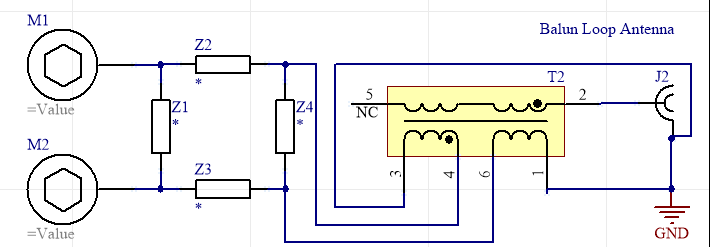 M1
Balun Loop Antenna
Z2
T2
J2
*
5
2
NC
Z1
Z4
*
*
=Value
M2
Z3
3
4
6
1
*
GND
=Value